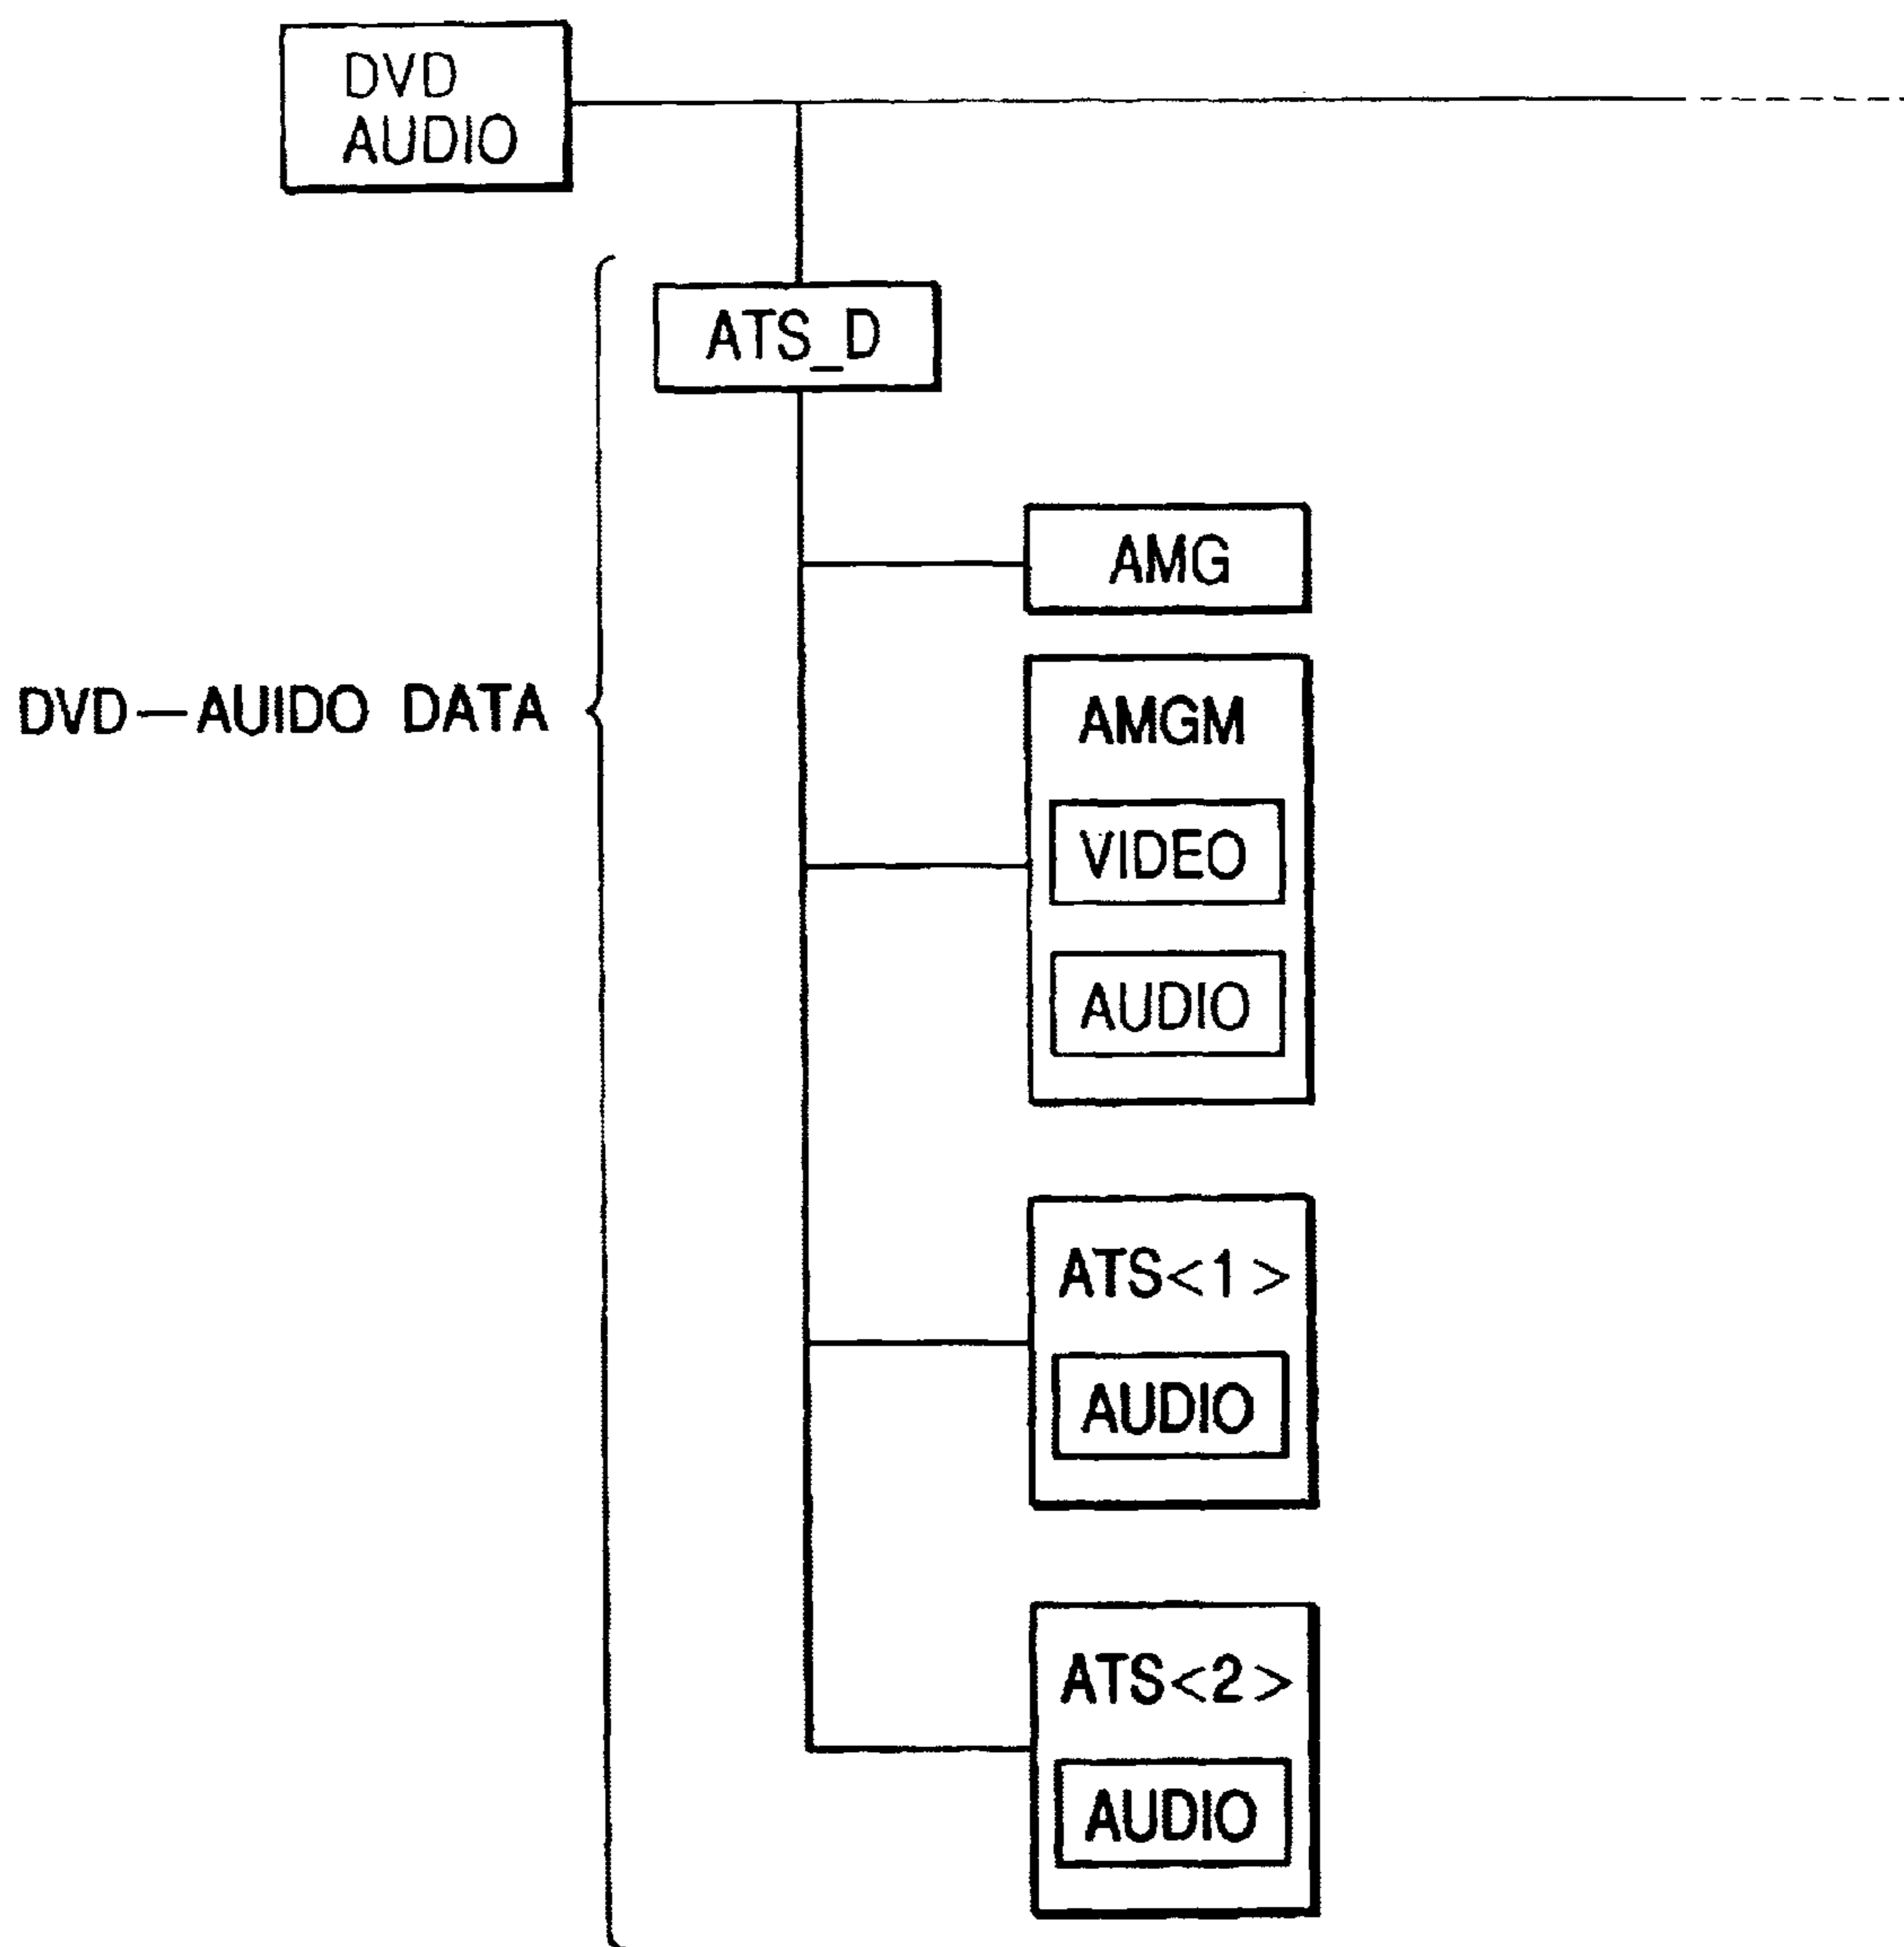 DVD
AUDIO
ATS_D
AMG
DVD—AUIDO DATA
AMGM
VIDEO
AUDIO
ATS<1>
AUDIO
ATS<2>
AUDIO